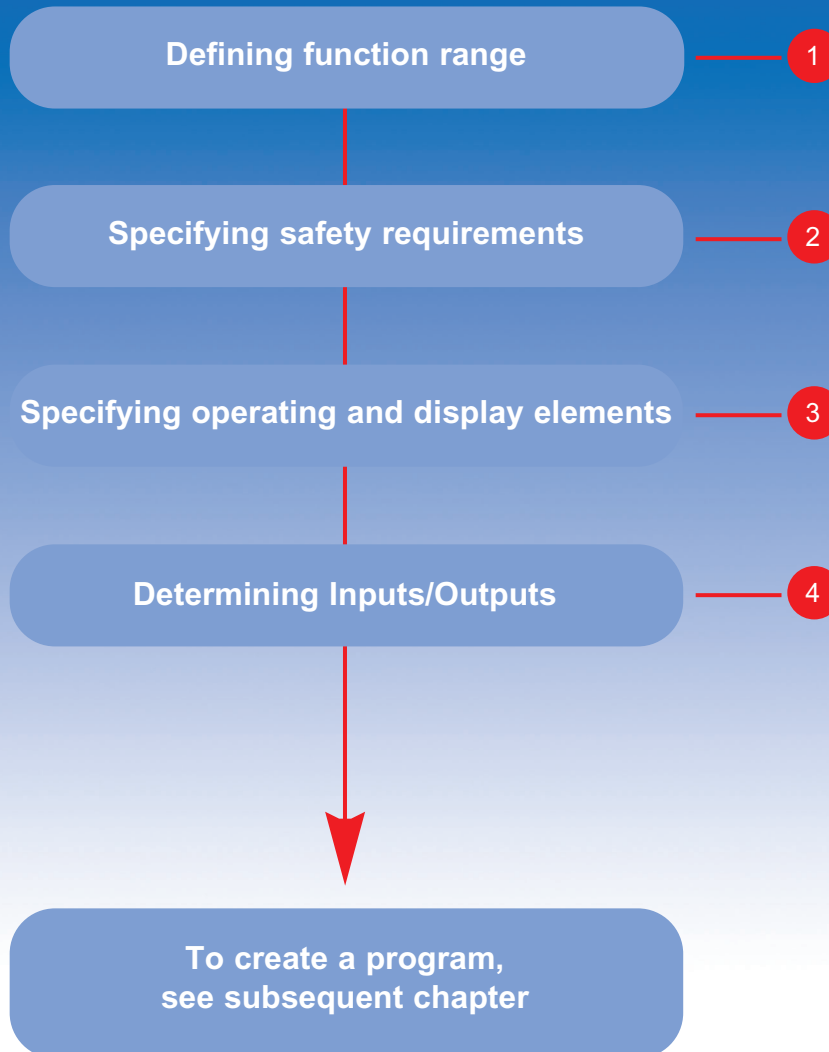 Defining function range
1
Specifying safety requirements
2
Specifying operating and display elements
3
Determining Inputs/Outputs
4
To create a program,
see subsequent chapter